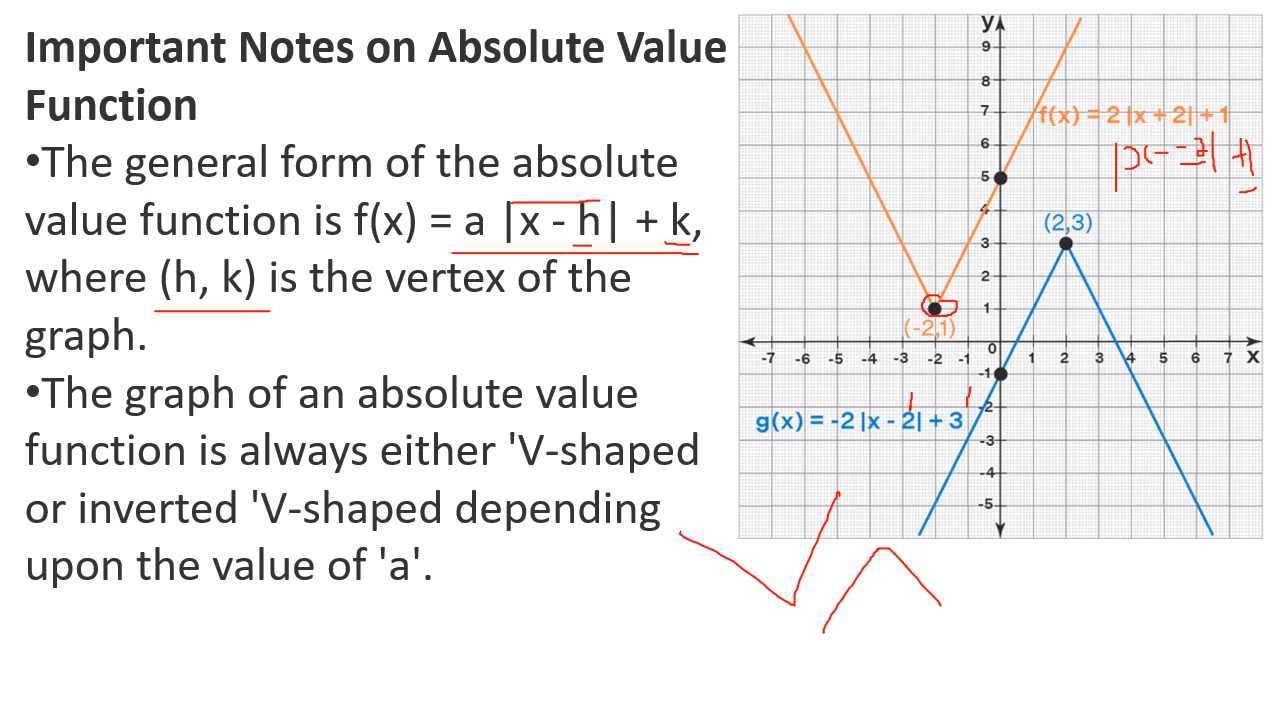 Important Notes on Absolute Value
Function
•The general form of the absolute
value function is f(x) = a |x - h| + k,
where (h, k) is the vertex of the
graph.
•The graph of an absolute value
function is always either 'V-shaped
or inverted 'V-shaped depending
upon the value of 'a'.
y
9
8
7
f(x) = 2 |x + 2| + 1
6
|x - -2| + 1
5
4
(2,3)
3
2
1
(-2,1)
0
-7 -6 -5 -4 -3 -2 -1 1 2 3 4 5 6 7 x
-1
-2
g(x) = -2 |x - 2| + 3
-3
-4
-5